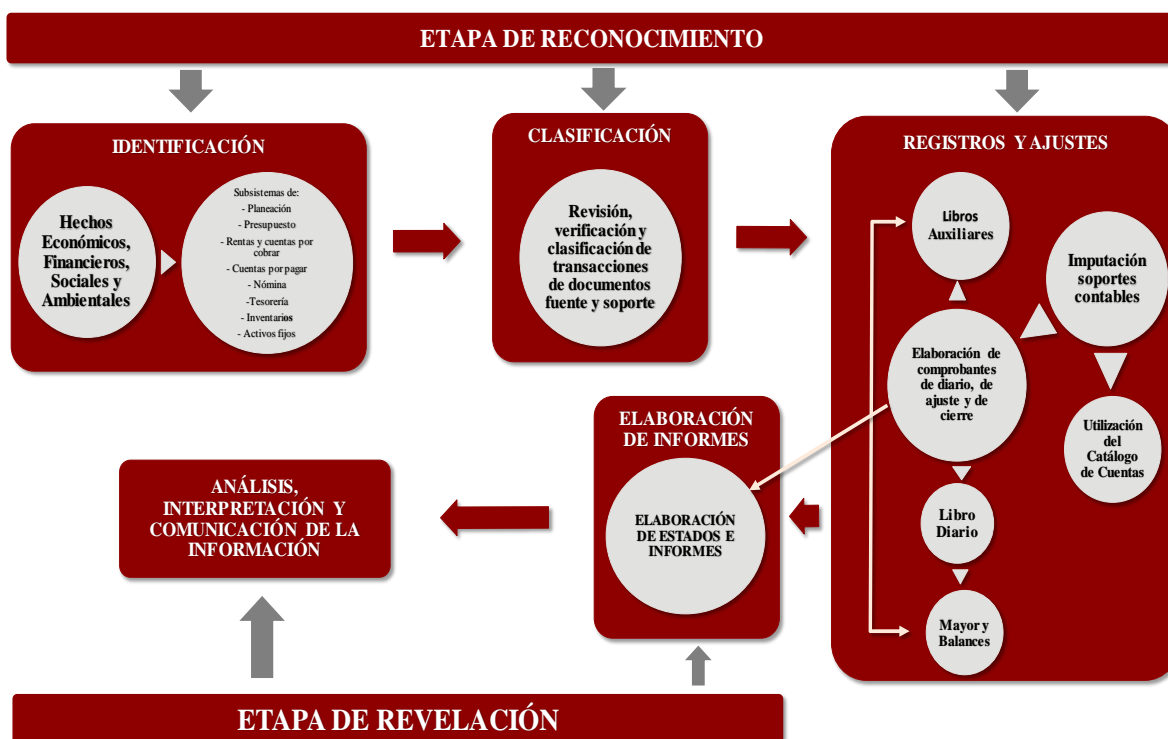 ETAPA DE RECONOCIMIENTO
IDENTIFICACIÓN
Hechos
Económicos,
Financieros,
Sociales y
Ambientales
Subsistemas de:
- Planeación
- Presupuesto
- Rentas y cuentas por
cobrar
- Cuentas por pagar
- Nómina
-Tesorería
- Inventarios
- Activos fijos
CLASIFICACIÓN
Revisión,
verificación y
clasificación de
transacciones
de documentos
fuente y soporte
REGISTROS Y AJUSTES
Libros
Auxiliares
Imputación
soportes
contables
Elaboración de
comprobantes
de diario, de
ajuste y de
cierre
Utilización
del
Catálogo
de Cuentas
Libro
Diario
Mayor y
Balances
ELABORACIÓN
DE INFORMES
ELABORACIÓN
DE ESTADOS E
INFORMES
ANÁLISIS,
INTERPRETACIÓN Y
COMUNICACIÓN DE LA
INFORMACIÓN
ETAPA DE REVELACIÓN